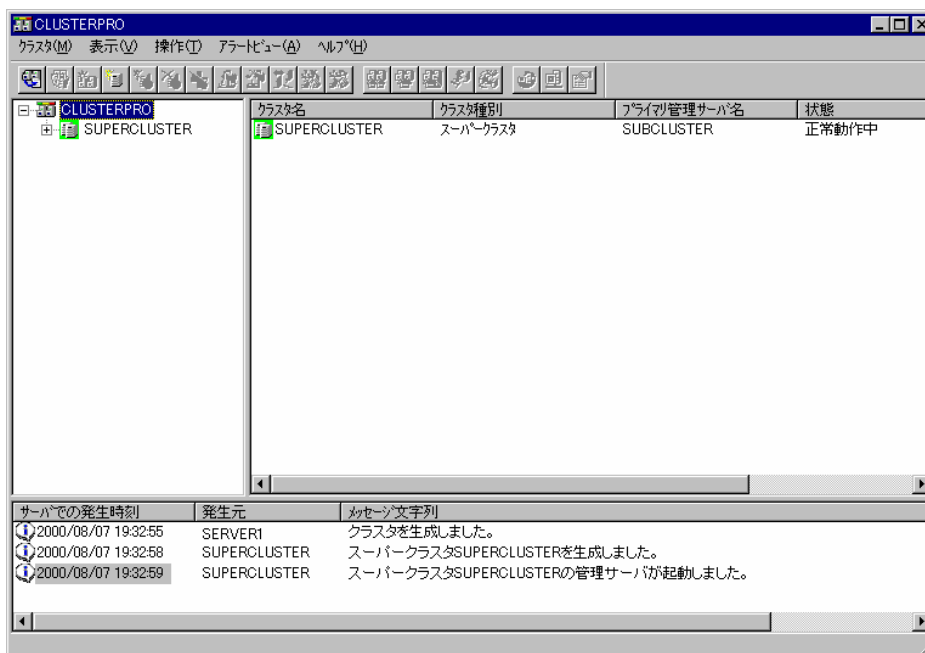 CLUSTERPRO
クラスタ(M) 表示(V) 操作(T) アラートビュー(A) ヘルプ(H)
CLUSTERPRO
SUPERCLUSTER
クラスタ名 クラスタ種別 プライマリ管理サーバ名 状態
SUPERCLUSTER スーパークラスタ SUBCLUSTER 正常動作中
サーバでの発生時刻 発生元 メッセージ文字列
2000/08/07 19:32:55 SERVER1 クラスタを生成しました。
2000/08/07 19:32:58 SUPERCLUSTER スーパークラスタSUPERCLUSTERを生成しました。
2000/08/07 19:32:59 SUPERCLUSTER スーパークラスタSUPERCLUSTERの管理サーバが起動しました。